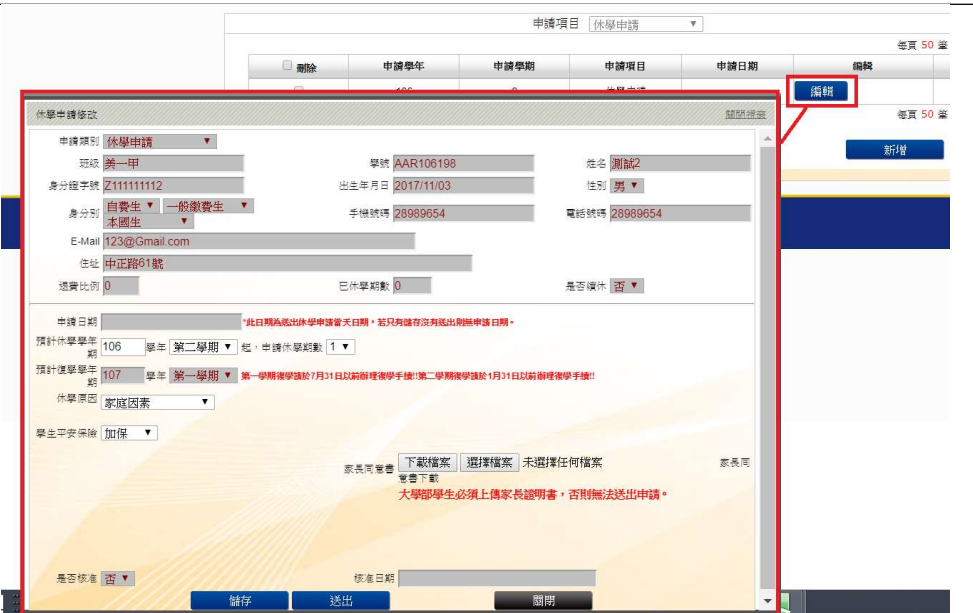 申請項目 休學申請
每頁 50 筆
刪除 申請學年 申請學期 申請項目 申請日期 編輯
編輯
每頁 50 筆
新增
休學申請修改 關閉視窗
申請類別 休學申請
班級 美一甲 學號 AAR106198 姓名 測試2
身分證字號 Z111111112 出生年月日 2017/11/03 性別 男
身分別 自費生 一般繳費生 本國生 手機號碼 28989654 電話號碼 28989654
E-Mail 123@Gmail.com
住址 中正路61號
退費比例 0 已休學期數 0 是否續休 否
申請日期 *此日期為送出休學申請當天日期，若只有儲存沒有送出則無申請日期。
預計休學學年期 106 學年 第二學期 起，申請休學期數 1
預計復學學年期 107 學年 第一學期 第一學期復學請於7月31日以前辦理復學手續!!第二學期復學請於1月31日以前辦理復學手續!!
休學原因 家庭因素
學生平安保險 加保
家長同意書 下載檔案 選擇檔案 未選擇任何檔案 家長同
意書下載
大學部學生必須上傳家長證明書，否則無法送出申請。
是否核准 否 核准日期
儲存 送出 關閉